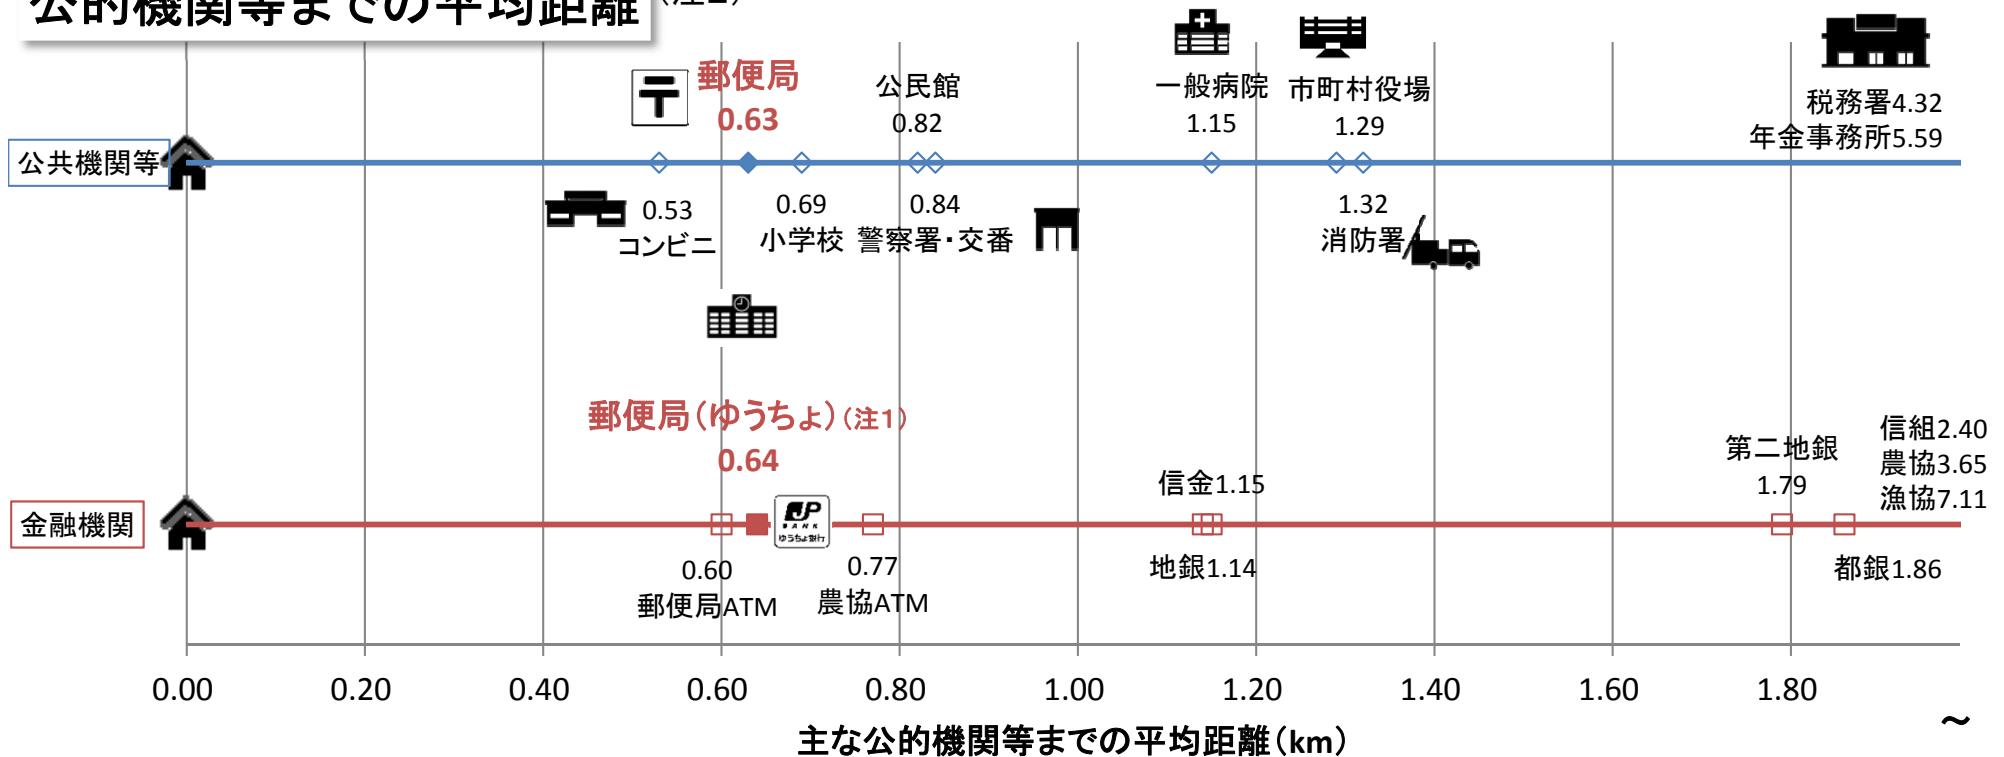 公的機関等までの平均距離
郵便局
0.63
公民館
0.82
一般病院
1.15
市町村役場
1.29
税務署4.32
年金事務所5.59
公共機関等
0.53
コンビニ
0.69
小学校
0.84
警察署・交番
1.32
消防署
郵便局(ゆうちょ)(注1)
0.64
信金1.15
第二地銀
1.79
信組2.40
農協3.65
漁協7.11
金融機関
JP
BANK
ゆうちょ銀行
0.60
郵便局ATM
0.77
農協ATM
地銀1.14
都銀1.86
0.00 0.20 0.40 0.60 0.80 1.00 1.20 1.40 1.60 1.80
~
主な公的機関等までの平均距離(km)